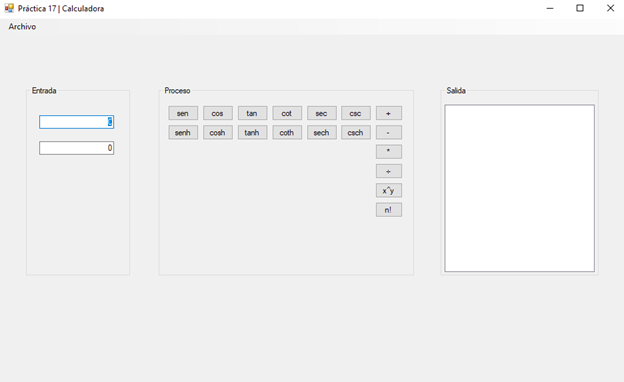 Práctica 17 | Calculadora
Archivo
Entrada
0
0
Proceso
sen cos tan cot sec csc +
senh cosh tanh coth sech csch -
*
÷
x^y
n!
Salida